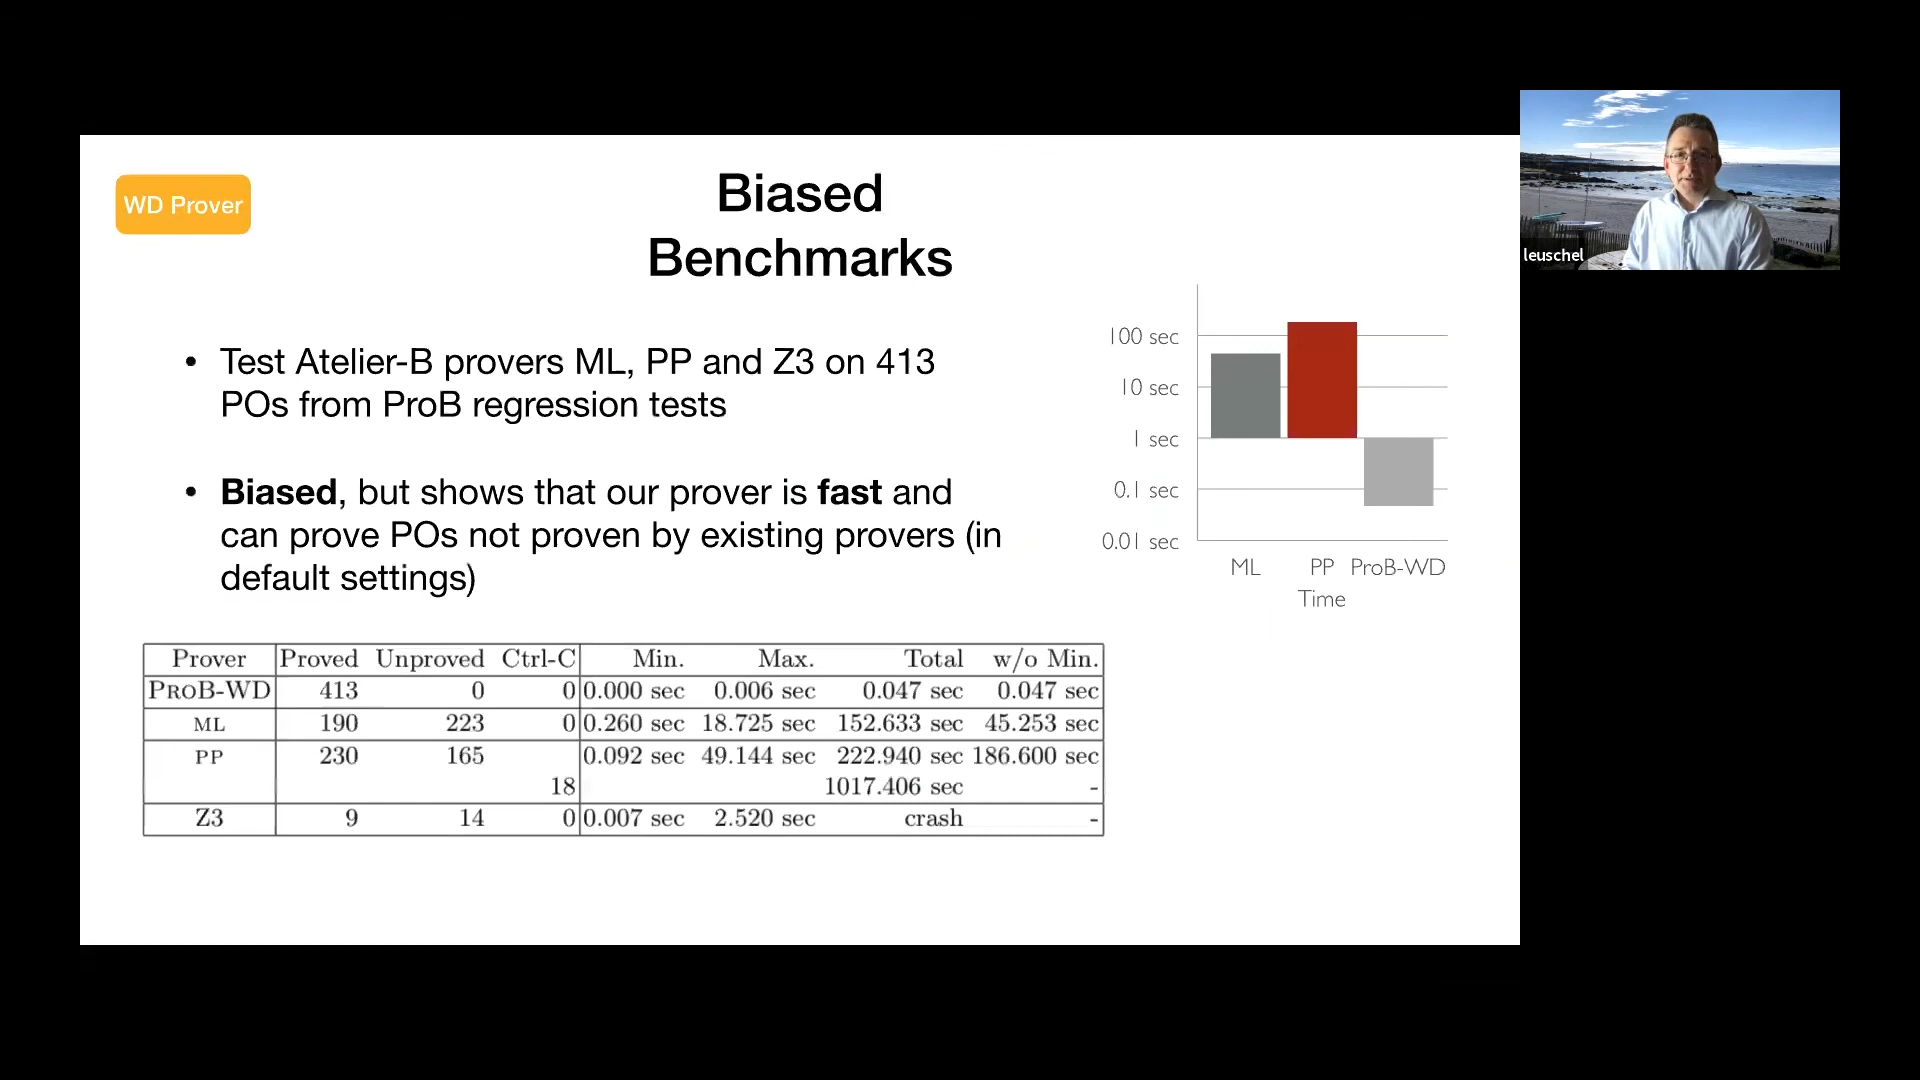 WD Prover
Biased
Benchmarks
leuschel
• Test Atelier-B provers ML, PP and Z3 on 413
POs from ProB regression tests
• Biased, but shows that our prover is fast and
can prove POs not proven by existing provers (in
default settings)
100 sec
10 sec
1 sec
0.1 sec
0.01 sec
ML PP ProB-WD
Time
Prover Proved Unproved Ctrl-C Min. Max. Total w/o Min.
PROB-WD 413 0 0 0.000 sec 0.006 sec 0.047 sec 0.047 sec
ML 190 223 0 0.260 sec 18.725 sec 152.633 sec 45.253 sec
PP 230 165 0.092 sec 49.144 sec 222.940 sec 186.600 sec
18 1017.406 sec -
Z3 9 14 0 0.007 sec 2.520 sec crash -